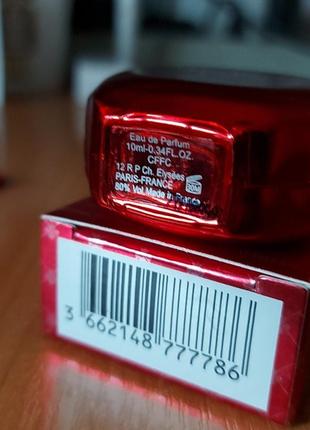 Eau de Parfum
10ml-0.34FL.OZ.
CFFC
12 R P Ch. Elysées
PARIS-FRANCE
80% Vol.Made in France
30M
3 662148 777786